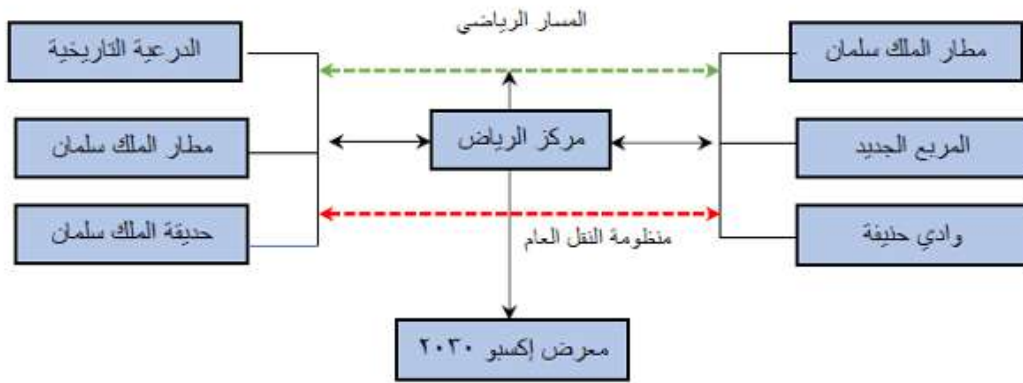 المسار الرياضي
مطار الملك سلمان
الدرعية التاريخية
مركز الرياض
المربع الجديد
مطار الملك سلمان
وادي حنيفة
حديقة الملك سلمان
منظومة النقل العام
معرض إكسبو ٢٠٣٠